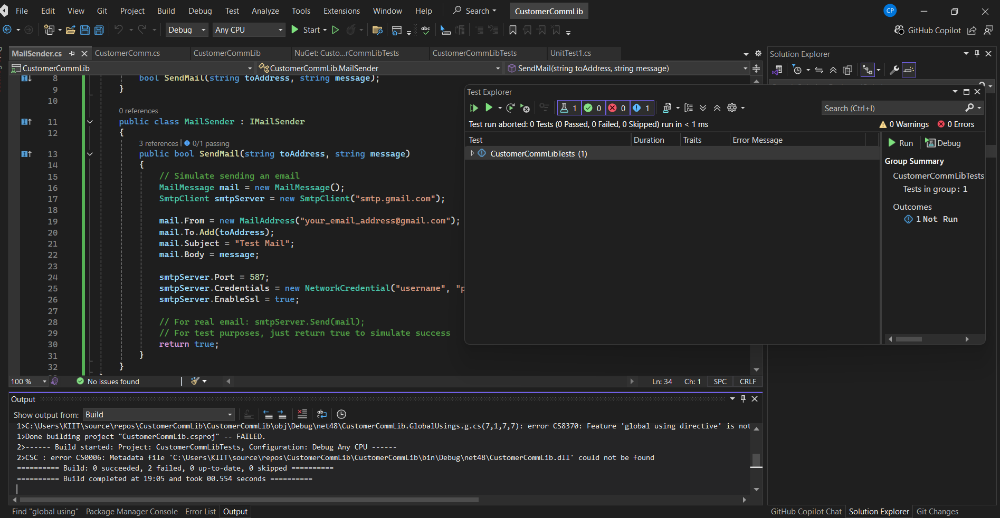 File Edit View Git Project Build Debug Test Analyze Tools Extensions Window Help Search CustomerCommLib CP
Debug Any CPU Start GitHub Copilot
MailSender.cs CustomerComm.cs CustomerCommLib NuGet: Custo...rCommLibTests CustomerCommLibTests UnitTest1.cs
CustomerCommLib CustomerCommLib.MailSender SendMail(string toAddress, string message)
8 bool SendMail(string toAddress, string message);
9 }
10
0 references
11 public class MailSender : IMailSender
12 {
3 references | 0/1 passing
13 public bool SendMail(string toAddress, string message)
14 {
15 // Simulate sending an email
16 MailMessage mail = new MailMessage();
17 SmtpClient smtpServer = new SmtpClient("smtp.gmail.com");
18
19 mail.From = new MailAddress("your_email_address@gmail.com");
20 mail.To.Add(toAddress);
21 mail.Subject = "Test Mail";
22 mail.Body = message;
23
24 smtpServer.Port = 587;
25 smtpServer.Credentials = new NetworkCredential("username", "p
26 smtpServer.EnableSsl = true;
27
28 // For real email: smtpServer.Send(mail);
29 // For test purposes, just return true to simulate success
30 return true;
31 }
32 }
100 % No issues found Ln: 34 Ch: 1 SPC CRLF
Solution Explorer
Test Explorer
1 0 0 1 Search (Ctrl+I)
Test run aborted: 0 Tests (0 Passed, 0 Failed, 0 Skipped) run in < 1 ms 0 Warnings 0 Errors
Test Duration Traits Error Message
CustomerCommLibTests (1)
Run Debug
Group Summary
CustomerCommLibTests
Tests in group: 1
Outcomes
1 Not Run
Output
Show output from: Build
1>C:\Users\KIIT\source\repos\CustomerCommLib\CustomerCommLib\obj\Debug\net48\CustomerCommLib.GlobalUsings.g.cs(7,1,7,7): error CS8370: Feature 'global using directive' is not
1>Done building project "CustomerCommLib.csproj" -- FAILED.
2>------ Build started: Project: CustomerCommLibTests, Configuration: Debug Any CPU ------
2>CSC : error CS0006: Metadata file 'C:\Users\KIIT\source\repos\CustomerCommLib\CustomerCommLib\bin\Debug\net48\CustomerCommLib.dll' could not be found
========== Build: 0 succeeded, 2 failed, 0 up-to-date, 0 skipped ==========
========== Build completed at 19:05 and took 00.554 seconds ==========
Find "global using" Package Manager Console Error List Output
GitHub Copilot Chat Solution Explorer Git Changes